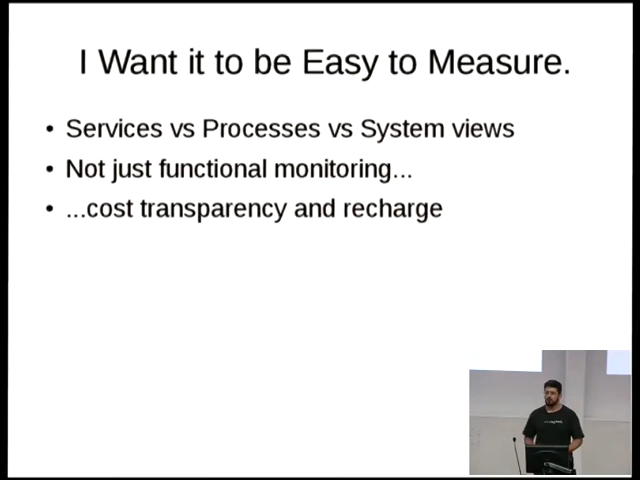 I Want it to be Easy to Measure.
• Services vs Processes vs System views
• Not just functional monitoring...
• ...cost transparency and recharge